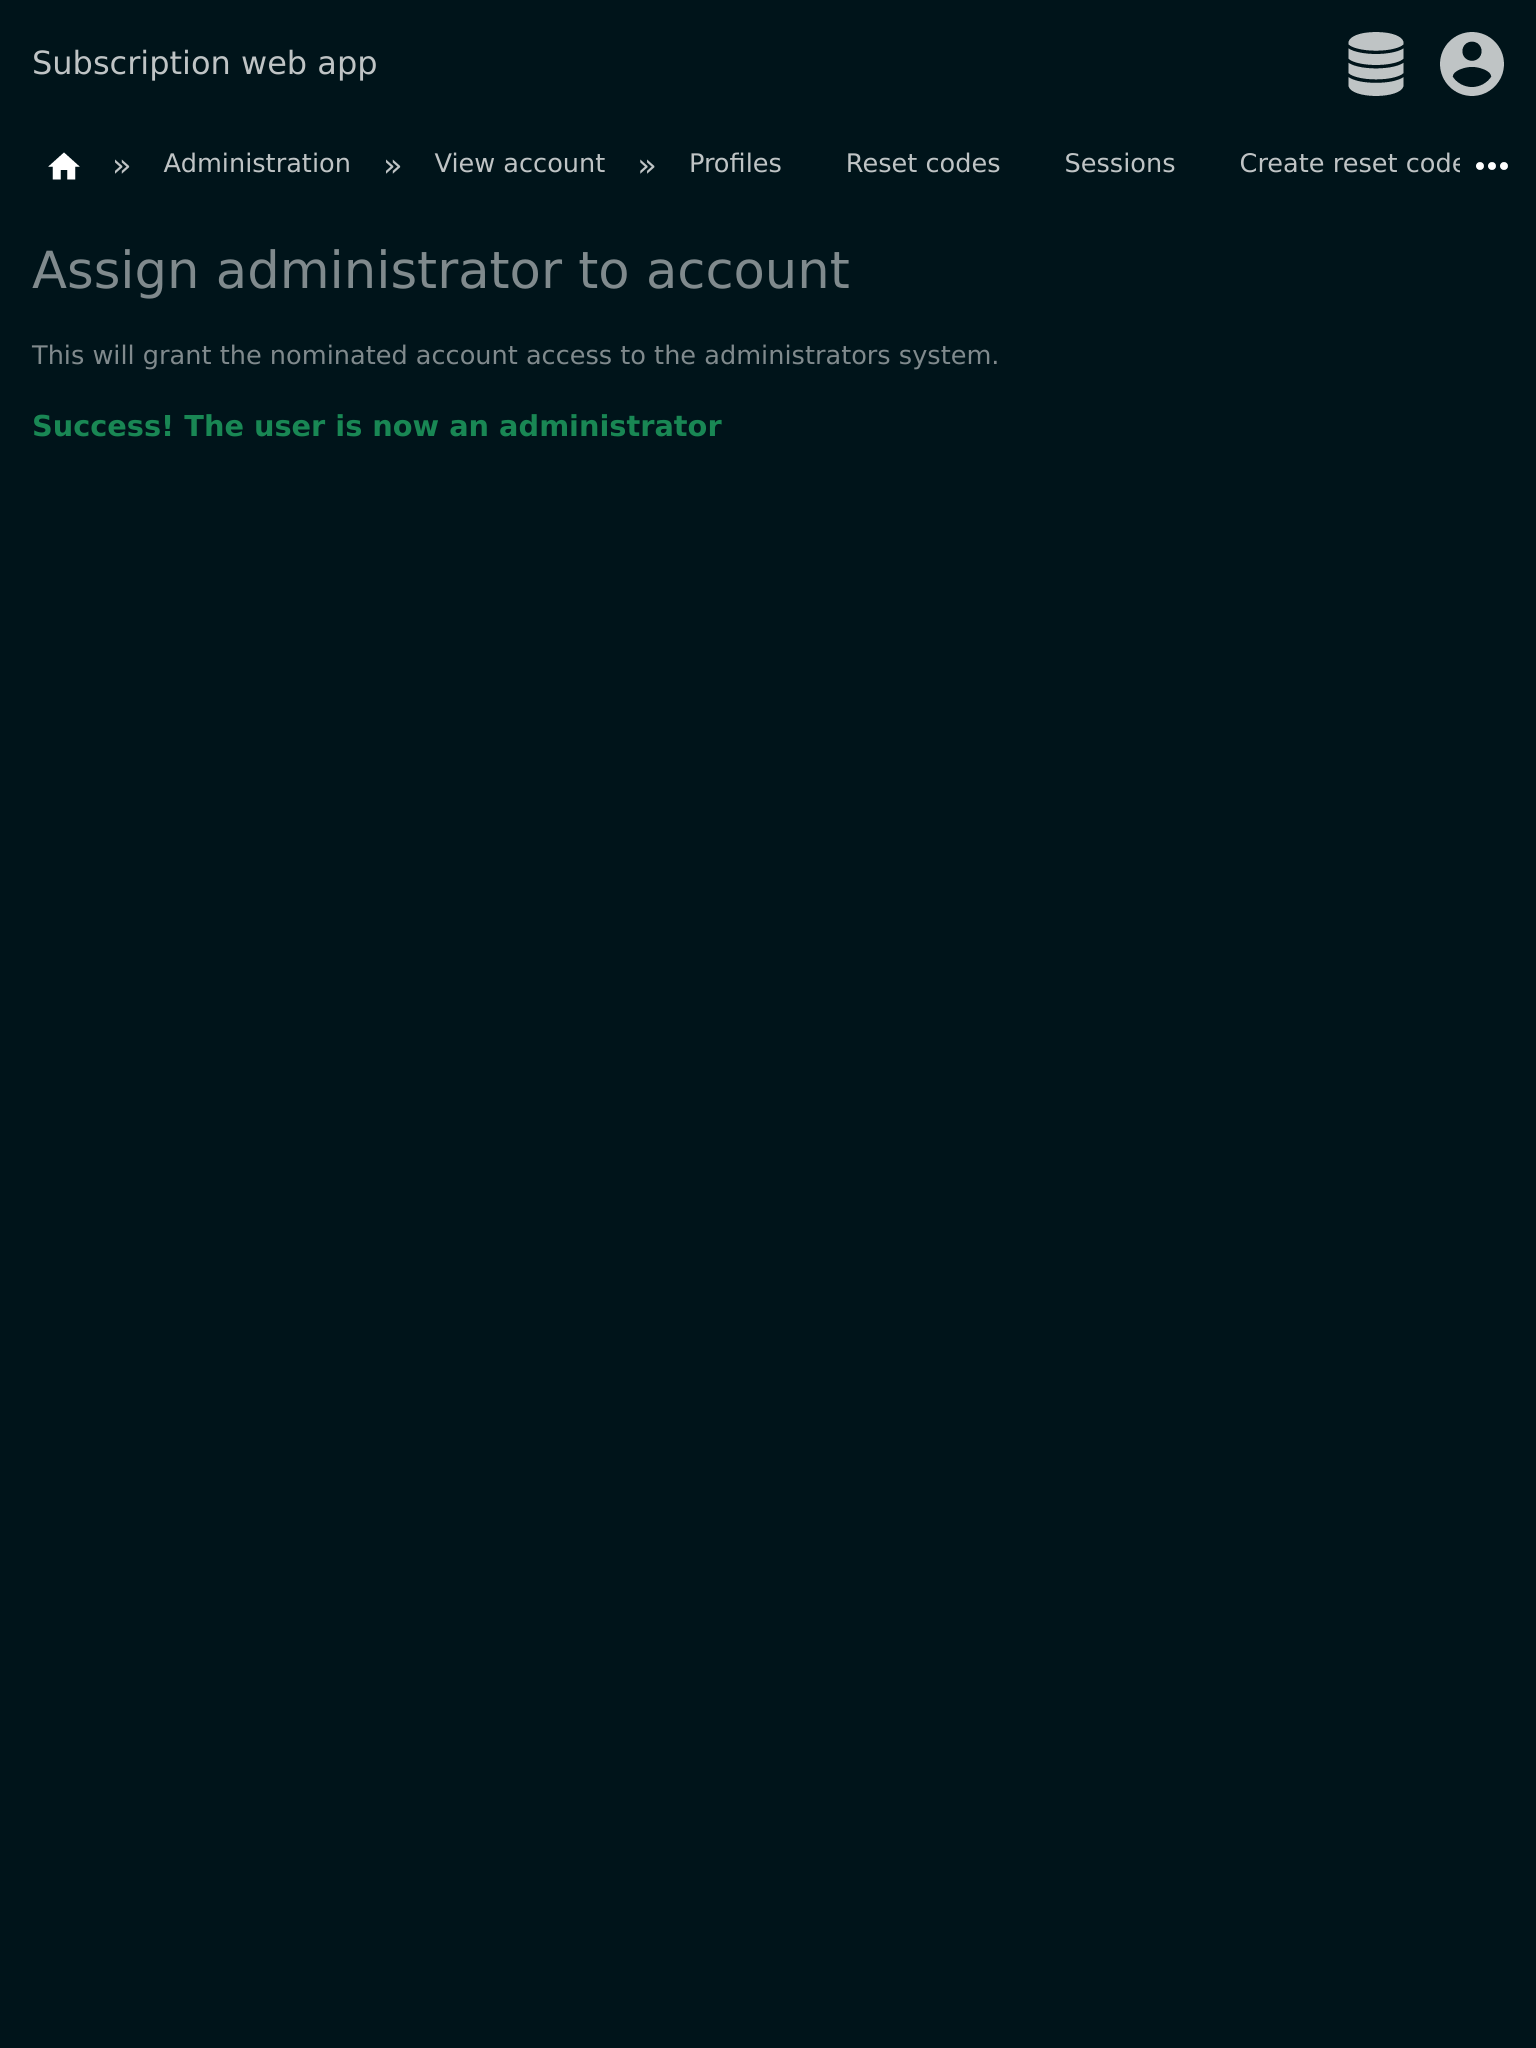 Subscription web app
» Administration » View account » Profiles Reset codes Sessions Create reset code
Assign administrator to account
This will grant the nominated account access to the administrators system.
Success! The user is now an administrator